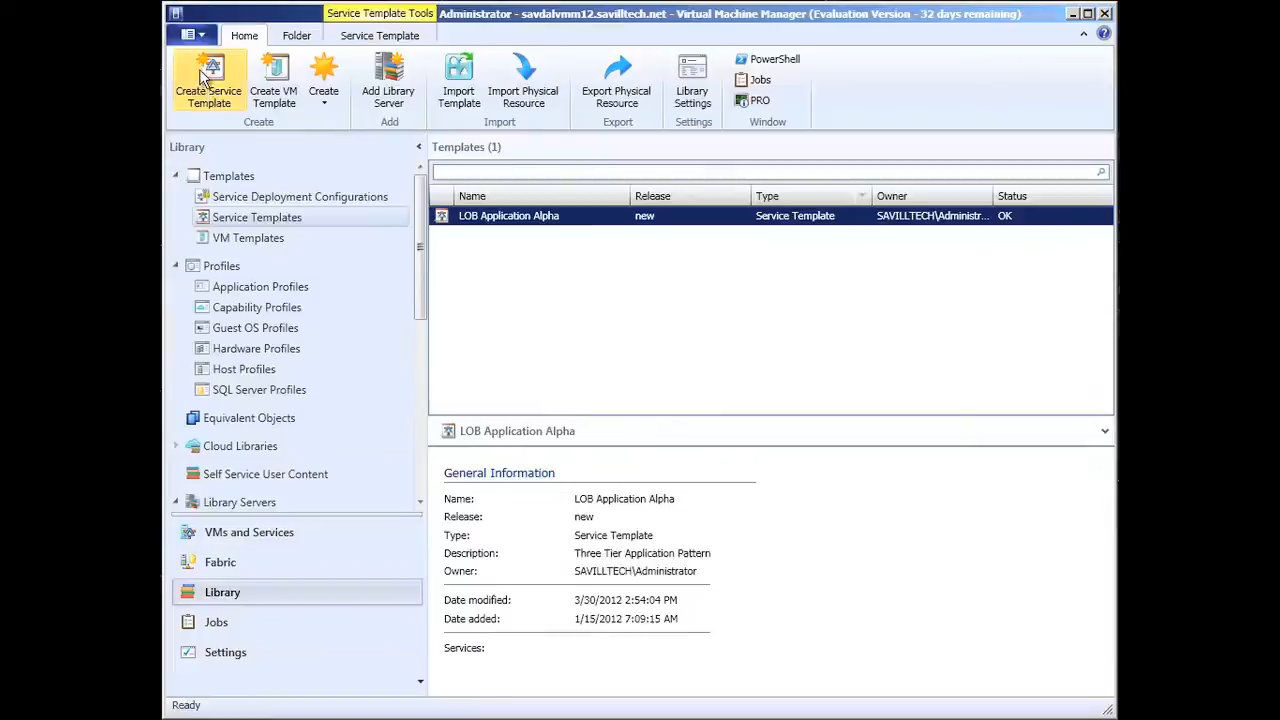 Service Template Tools
Administrator - savdalvmm12.savilltech.net - Virtual Machine Manager (Evaluation Version - 32 days remaining)
Home
Folder
Service Template
Create Service
Template
Create VM
Template
Create
Add Library
Server
Import
Template
Import Physical
Resource
Export Physical
Resource
Library
Settings
PowerShell
Jobs
PRO
Create
Add
Import
Export
Settings
Window
Library
Templates
Service Deployment Configurations
Service Templates
VM Templates
Profiles
Application Profiles
Capability Profiles
Guest OS Profiles
Hardware Profiles
Host Profiles
SQL Server Profiles
Equivalent Objects
Cloud Libraries
Self Service User Content
Library Servers
VMs and Services
Fabric
Library
Jobs
Settings
Templates (1)
Name Release Type Owner Status
LOB Application Alpha new Service Template SAVILLTECH\Administr... OK
LOB Application Alpha
General Information
Name: LOB Application Alpha
Release: new
Type: Service Template
Description: Three Tier Application Pattern
Owner: SAVILLTECH\Administrator
Date modified: 3/30/2012 2:54:04 PM
Date added: 1/15/2012 7:09:15 AM
Services:
Ready